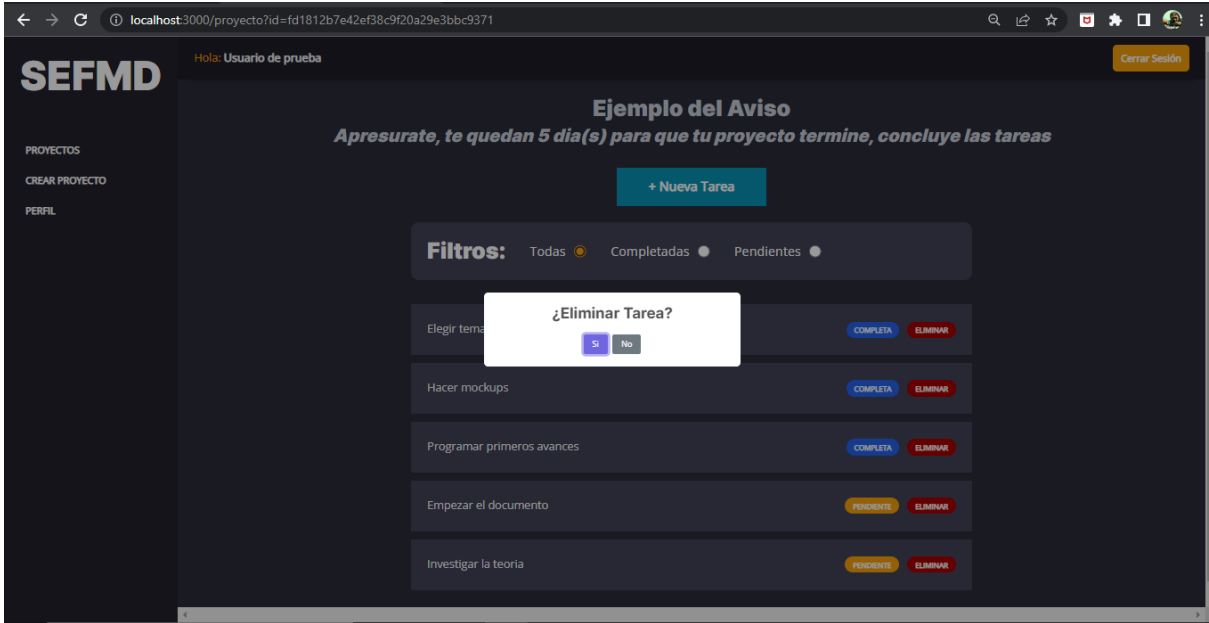 localhost:3000/proyecto?id=fd1812b7e42ef38c9f20a29e3bbc9371
SEFMD
Hola: Usuario de prueba
Cerrar Sesión
PROYECTOS
CREAR PROYECTO
PERFIL
Ejemplo del Aviso
Apresurate, te quedan 5 dia(s) para que tu proyecto termine, concluye las tareas
+ Nueva Tarea
Filtros: Todas Completadas Pendientes
¿Eliminar Tarea?
Si No
Elegir tema
COMPLETA ELIMINAR
Hacer mockups COMPLETA ELIMINAR
Programar primeros avances COMPLETA ELIMINAR
Empezar el documento PENDIENTE ELIMINAR
Investigar la teoria PENDIENTE ELIMINAR